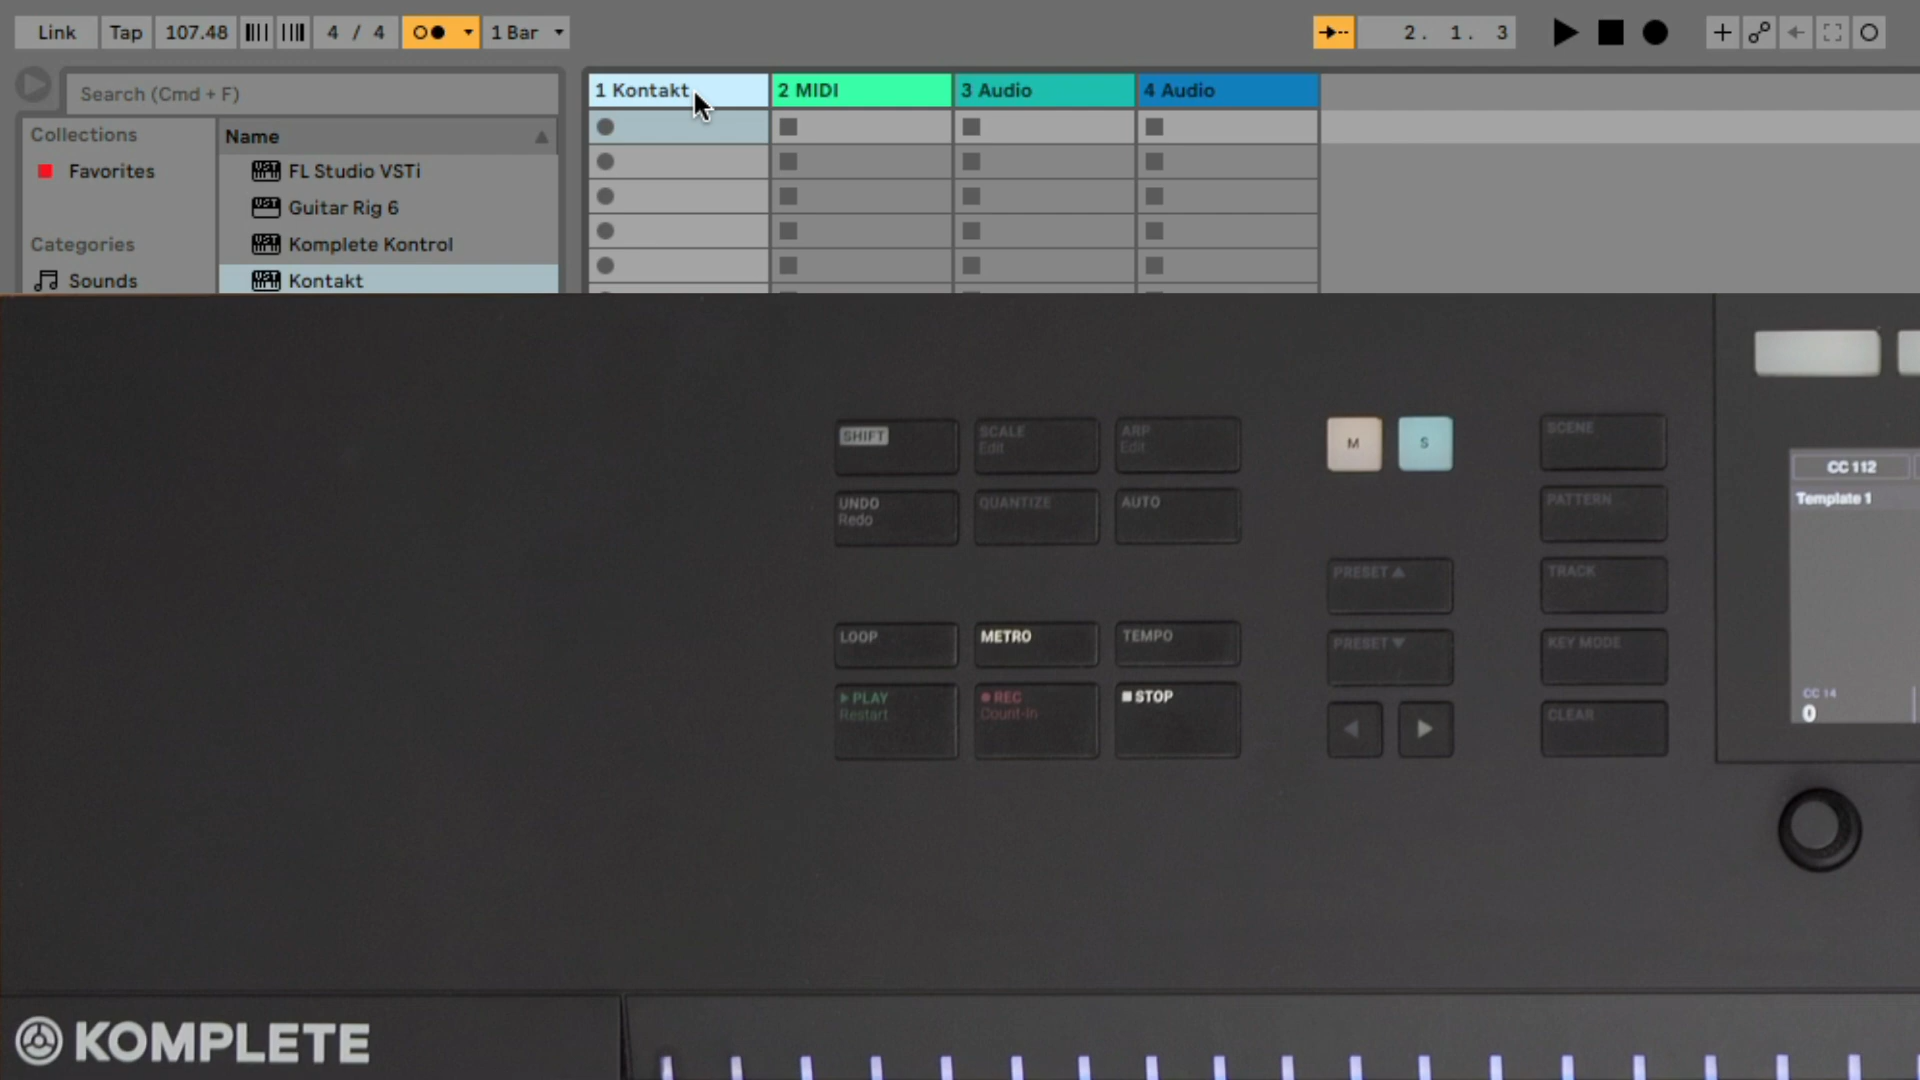 Link Tap 107.48 4 / 4 1 Bar 2. 1. 3
Search (Cmd + F)
Collections
Favorites
Categories
Sounds
Name
FL Studio VSTi
Guitar Rig 6
Komplete Kontrol
Kontakt
1 Kontakt 2 MIDI 3 Audio 4 Audio
SHIFT
SCALE
Edit
ARP
Edit
UNDO
Redo
QUANTIZE
AUTO
LOOP
METRO
TEMPO
PLAY
Restart
REC
Count-In
STOP
M
S
PRESET
PRESET
SCENE
PATTERN
TRACK
KEY MODE
CLEAR
CC 112
Template 1
CC 14
0
KOMPLETE